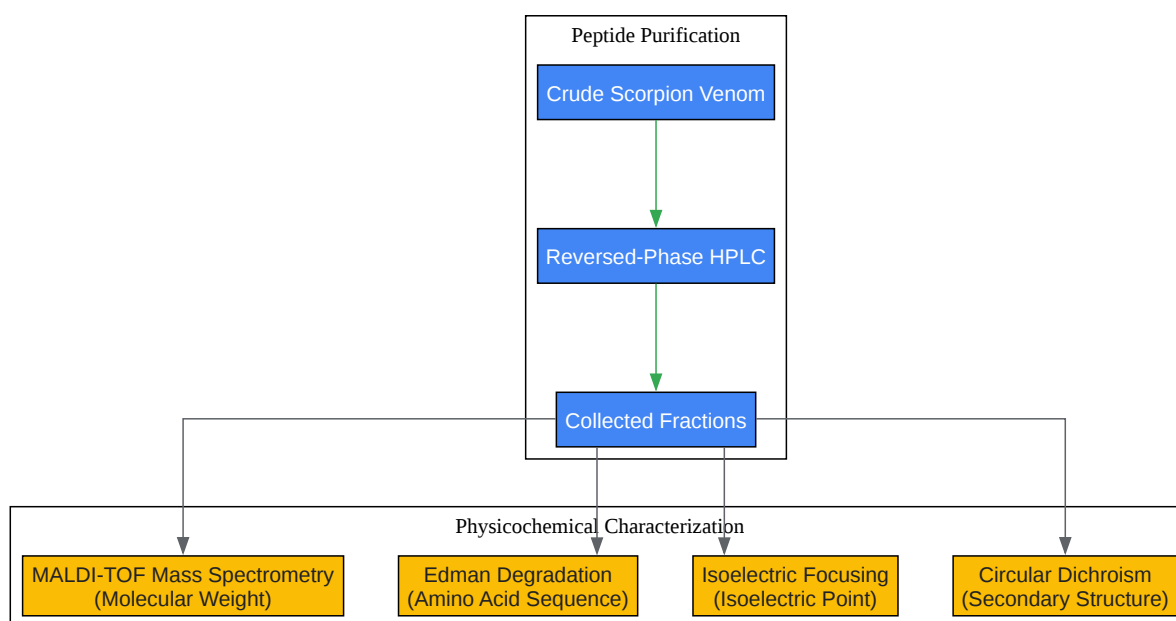 Peptide Purification
Crude Scorpion Venom
Reversed-Phase HPLC
Collected Fractions
Physicochemical Characterization
MALDI-TOF Mass Spectrometry
(Molecular Weight)
Edman Degradation
(Amino Acid Sequence)
Isoelectric Focusing
(Isoelectric Point)
Circular Dichroism
(Secondary Structure)